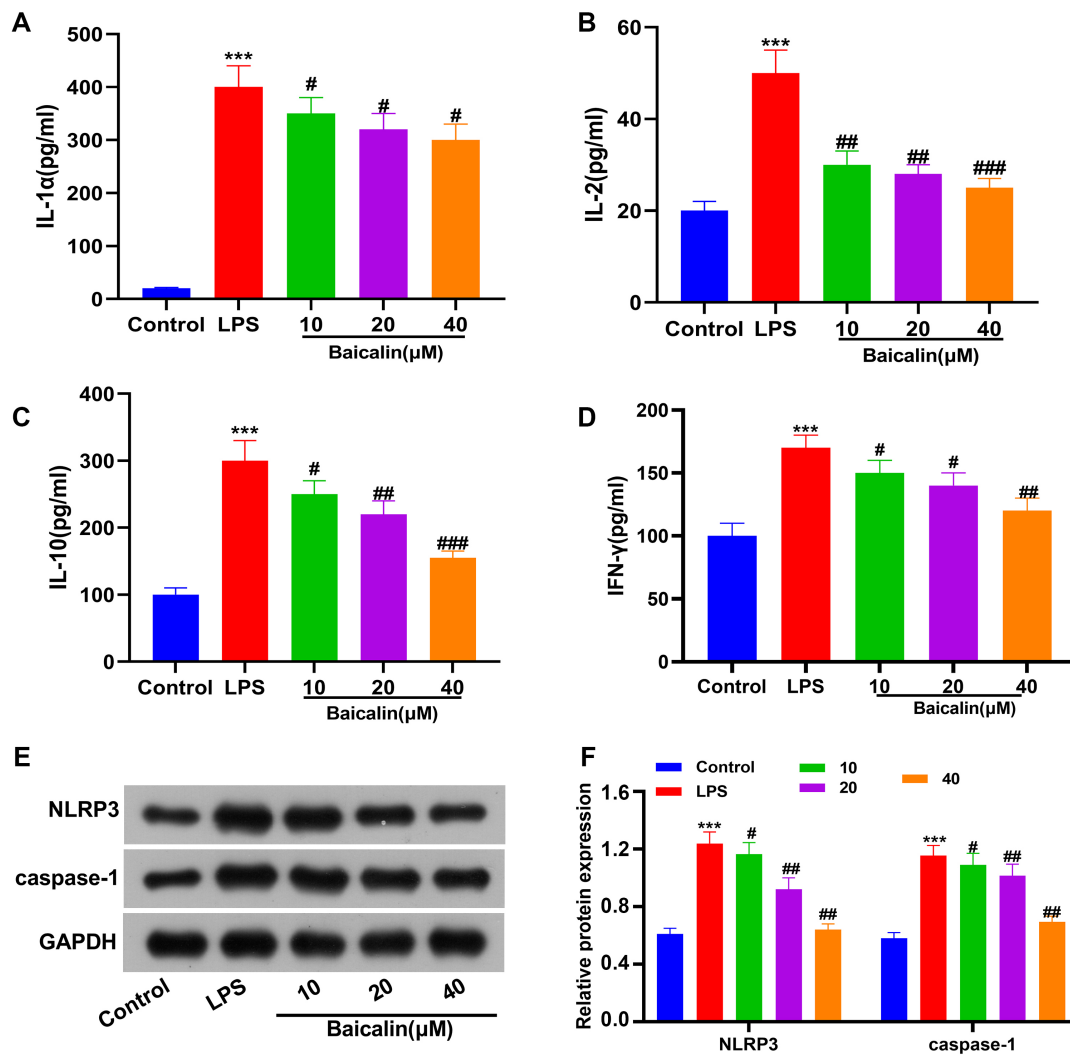 A
IL-1α(pg/ml)
500
400
300
200
100
0
***
#
#
#
Control LPS 10 20 40
Baicalin(μM)
B
IL-2(pg/ml)
60
40
20
0
***
##
##
###
Control LPS 10 20 40
Baicalin(μM)
C
IL-10(pg/ml)
400
300
200
100
0
***
#
##
###
Control LPS 10 20 40
Baicalin(μM)
D
IFN-γ(pg/ml)
200
150
100
50
0
***
#
#
##
Control LPS 10 20 40
Baicalin(μM)
E
NLRP3
caspase-1
GAPDH
Control LPS 10 20 40
Baicalin(μM)
F
Control 10 40
LPS 20
Relative protein expression
1.6
1.2
0.8
0.4
0.0
*** # ## ##
*** # ## ##
NLRP3 caspase-1